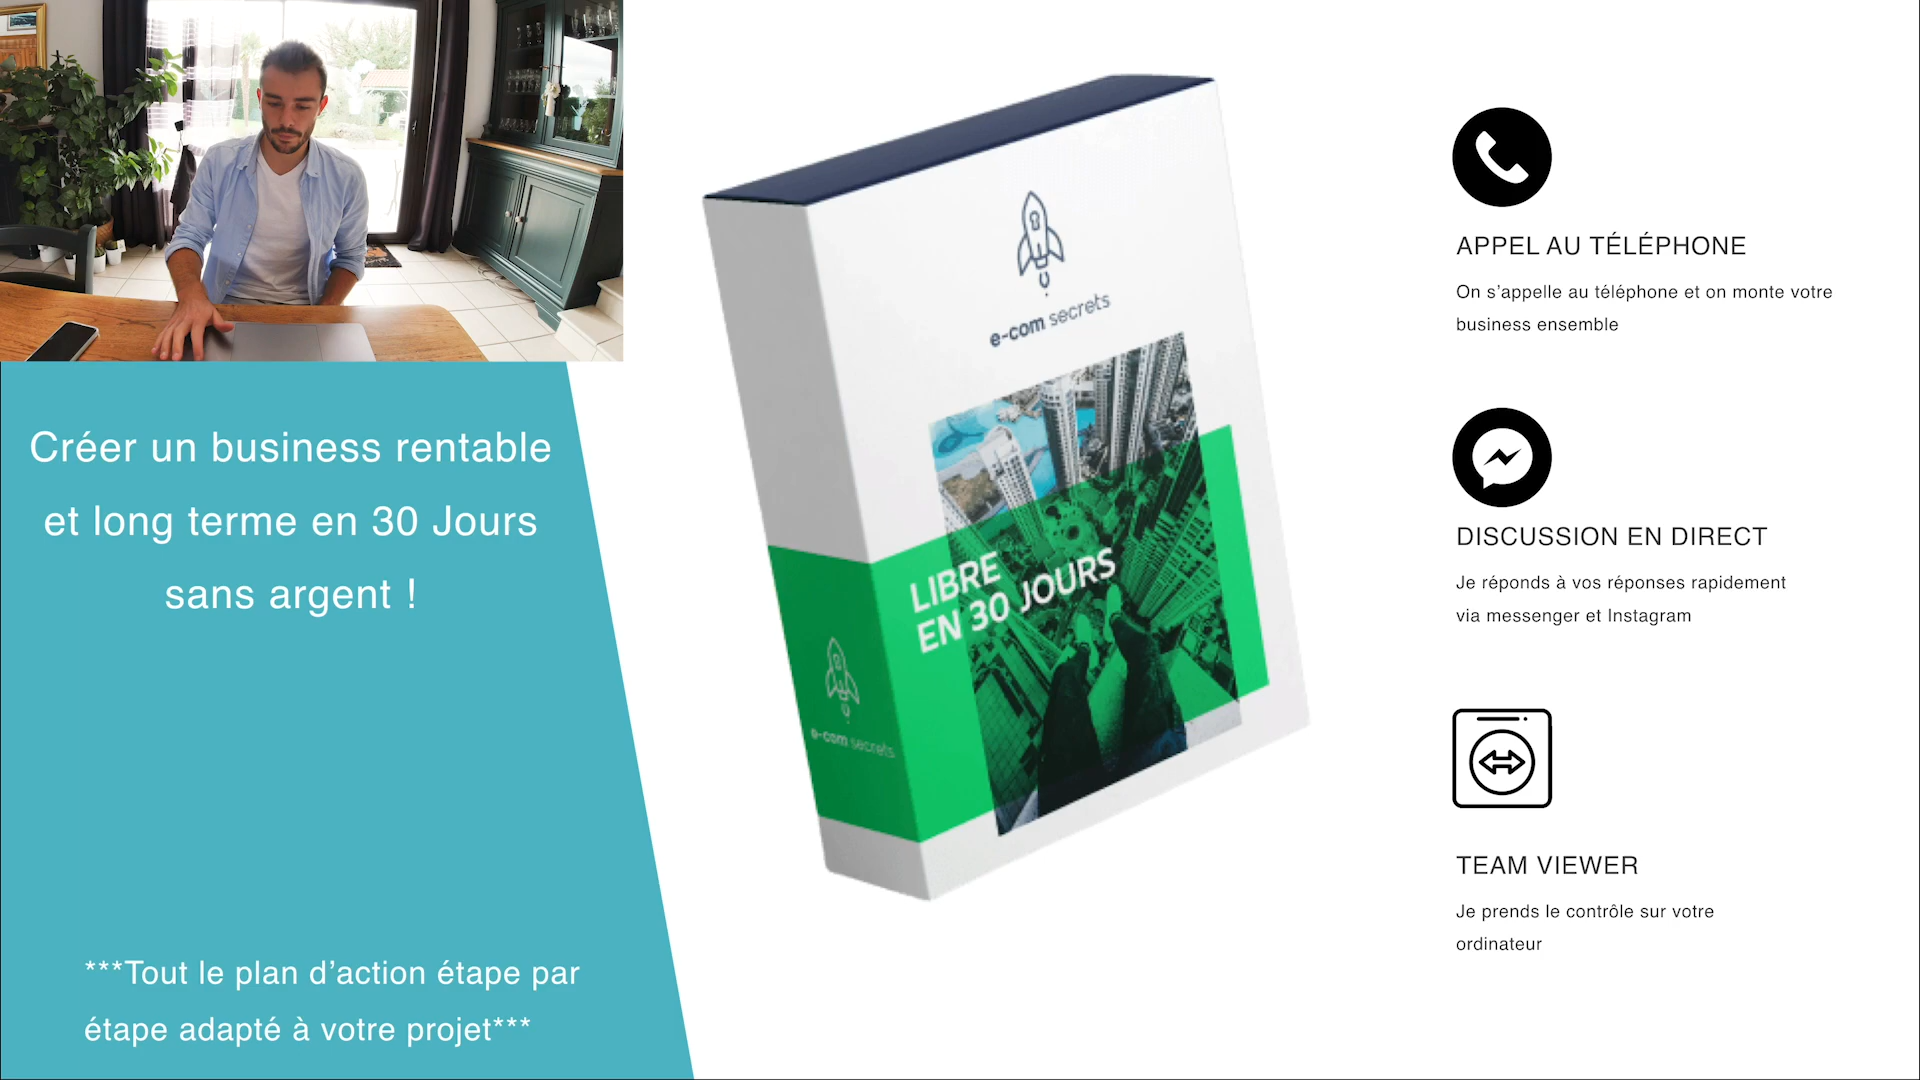 Créer un business rentable
et long terme en 30 Jours
sans argent !
***Tout le plan d’action étape par
étape adapté à votre projet***
e-com secrets
LIBRE
EN 30 JOURS
e-com secrets
APPEL AU TÉLÉPHONE
On s’appelle au téléphone et on monte votre
business ensemble
DISCUSSION EN DIRECT
Je réponds à vos réponses rapidement
via messenger et Instagram
TEAM VIEWER
Je prends le contrôle sur votre
ordinateur